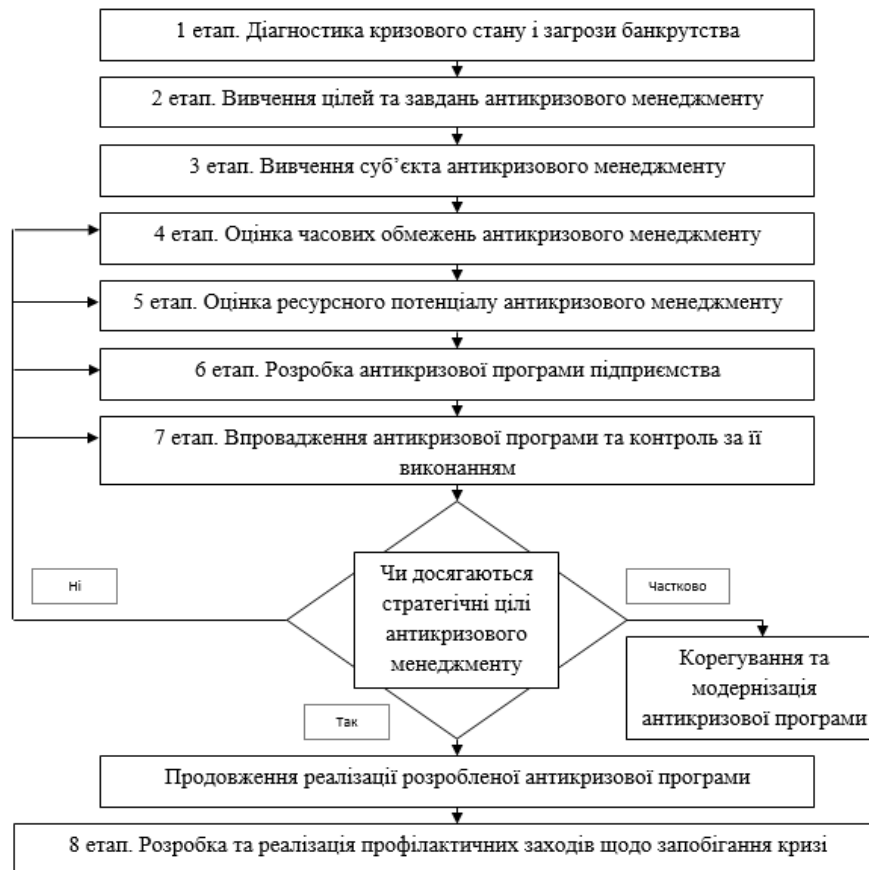 1 етап. Діагностика кризового стану і загрози банкрутства
2 етап. Вивчення цілей та завдань антикризового менеджменту
3 етап. Вивчення суб’єкта антикризового менеджменту
4 етап. Оцінка часових обмежень антикризового менеджменту
5 етап. Оцінка ресурсного потенціалу антикризового менеджменту
6 етап. Розробка антикризової програми підприємства
7 етап. Впровадження антикризової програми та контроль за її
виконанням
Чи досягаються
стратегічні цілі
антикризового
менеджменту
Ні
Частково
Корегування та
модернізація
антикризової програми
Так
Продовження реалізації розробленої антикризової програми
8 етап. Розробка та реалізація профілактичних заходів щодо запобігання кризі